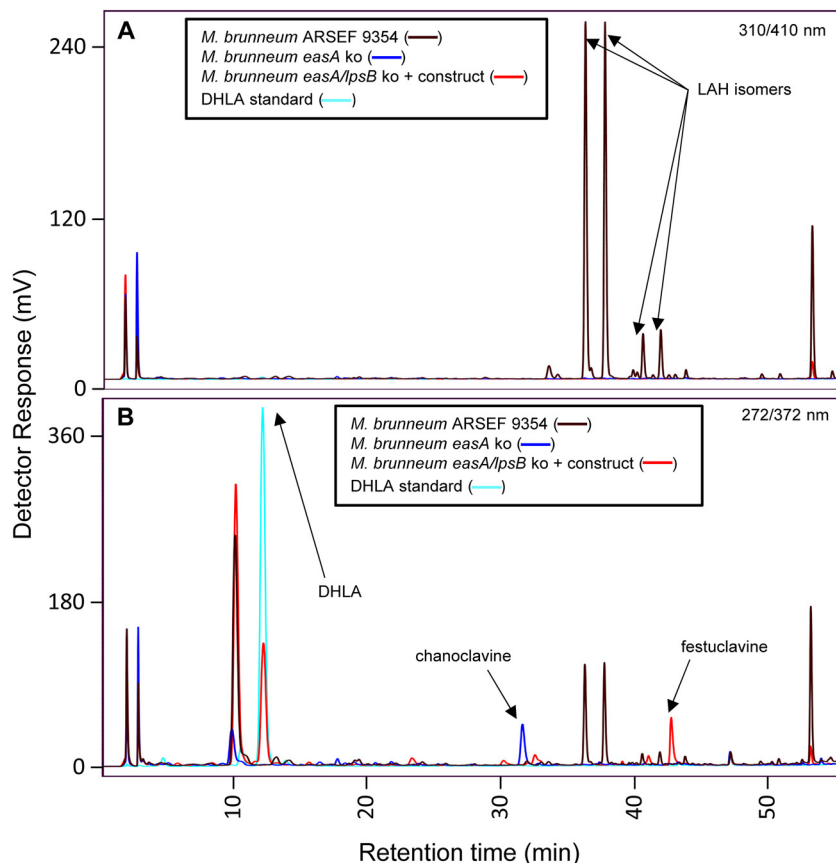 A
310/410 nm
M. brunneum ARSEF 9354 (—)
M. brunneum easA ko (—)
M. brunneum easA/lpsB ko + construct (—)
DHLA standard (—)
LAH isomers
240
120
0
Detector Response (mV)
B
272/372 nm
M. brunneum ARSEF 9354 (—)
M. brunneum easA ko (—)
M. brunneum easA/lpsB ko + construct (—)
DHLA standard (—)
360
180
0
DHLA
chanoclavine
festuclavine
10
20
30
40
50
Retention time (min)